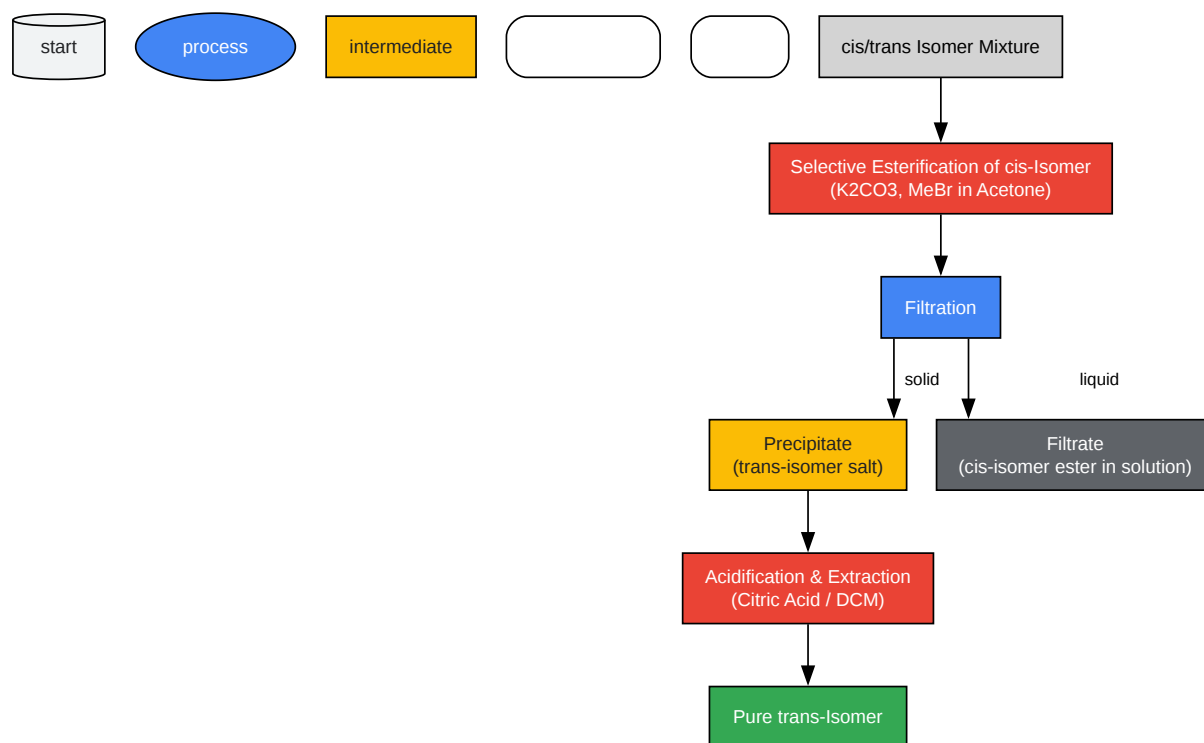 start
process
intermediate
cis/trans Isomer Mixture
Selective Esterification of cis-Isomer
(K2CO3, MeBr in Acetone)
Filtration
solid
liquid
Precipitate
(trans-isomer salt)
Filtrate
(cis-isomer ester in solution)
Acidification & Extraction
(Citric Acid / DCM)
Pure trans-Isomer